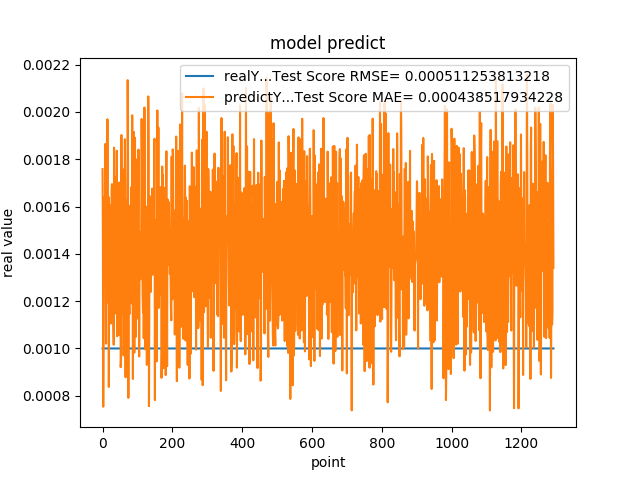 model predict
realY...Test Score RMSE= 0.000511253813218
predictY...Test Score MAE= 0.000438517934228
0.0022
0.0020
0.0018
0.0016
0.0014
0.0012
0.0010
0.0008
real value
0 200 400 600 800 1000 1200
point